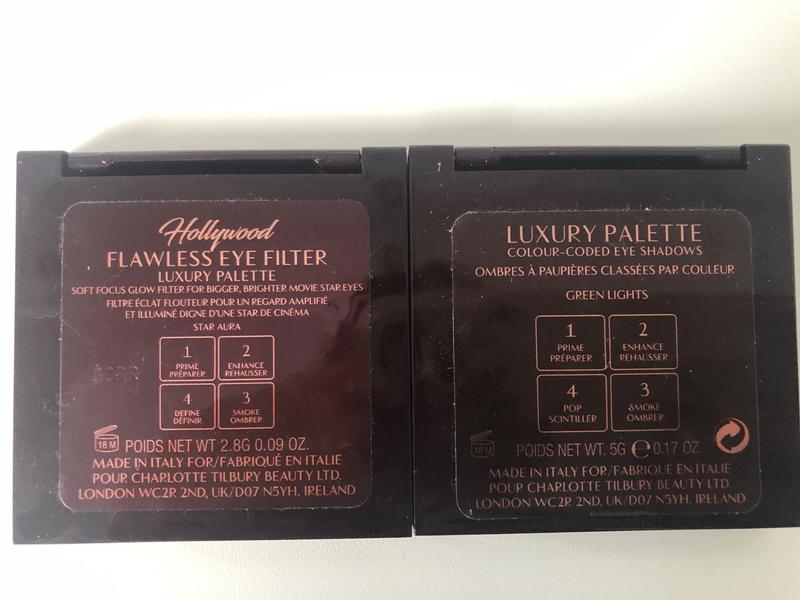 Hollywood
FLAWLESS EYE FILTER
LUXURY PALETTE
SOFT FOCUS GLOW FILTER FOR BIGGER, BRIGHTER MOVIE STAR EYES
FILTRE ÉCLAT FLOUTEUR POUR UN REGARD AMPLIFIÉ
ET ILLUMINÉ DIGNE D'UNE STAR DE CINÉMA
STAR AURA
1
PRIME
PRÉPARER
2
ENHANCE
REHAUSSER
4
DEFINE
DÉFINIR
3
SMOKE
OMBRER
18 M
POIDS NET WT 2.8G 0.09 OZ.
MADE IN ITALY FOR/FABRIQUÉ EN ITALIE
POUR CHARLOTTE TILBURY BEAUTY LTD.
LONDON WC2R 2ND, UK/D07 N5YH, IRELAND
LUXURY PALETTE
COLOUR-CODED EYE SHADOWS
OMBRES À PAUPIÈRES CLASSÉES PAR COULEUR
GREEN LIGHTS
1
PRIME
PRÉPARER
2
ENHANCE
REHAUSSER
4
POP
SCINTILLER
3
SMOKE
OMBRER
18 M
POIDS NET WT. 5G e 0.17 OZ.
MADE IN ITALY FOR/FABRIQUÉ EN ITALIE
POUR CHARLOTTE TILBURY BEAUTY LTD.
LONDON WC2R 2ND, UK/D07 N5YH, IRELAND